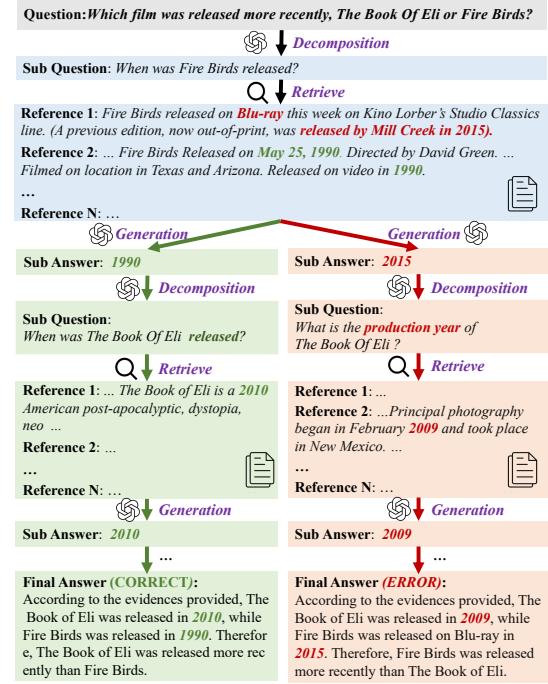 Question:Which film was released more recently, The Book Of Eli or Fire Birds?
Decomposition
Sub Question: When was Fire Birds released?
Retrieve
Reference 1: Fire Birds released on Blu-ray this week on Kino Lorber's Studio Classics
line. (A previous edition, now out-of-print, was released by Mill Creek in 2015).
Reference 2: … Fire Birds Released on May 25, 1990. Directed by David Green. …
Filmed on location in Texas and Arizona. Released on video in 1990.
…
Reference N: …
Generation
Sub Answer: 1990
Decomposition
Sub Question:
When was The Book Of Eli released?
Retrieve
Reference 1: … The Book of Eli is a 2010
American post-apocalyptic, dystopia,
neo …
Reference 2: …
…
Reference N: …
Generation
Sub Answer: 2010
…
Final Answer (CORRECT):
According to the evidences provided, The
Book of Eli was released in 2010, while
Fire Birds was released in 1990. Therefor
e, The Book of Eli was released more rec
ently than Fire Birds.
Generation
Sub Answer: 2015
Decomposition
Sub Question:
What is the production year of
The Book Of Eli ?
Retrieve
Reference 1: …
Reference 2: …Principal photography
began in February 2009 and took place
in New Mexico. …
…
Reference N: …
Generation
Sub Answer: 2009
…
Final Answer (ERROR):
According to the evidences provided, The
Book of Eli was released in 2009, while
Fire Birds was released on Blu-ray in
2015. Therefore, Fire Birds was released
more recently than The Book of Eli.